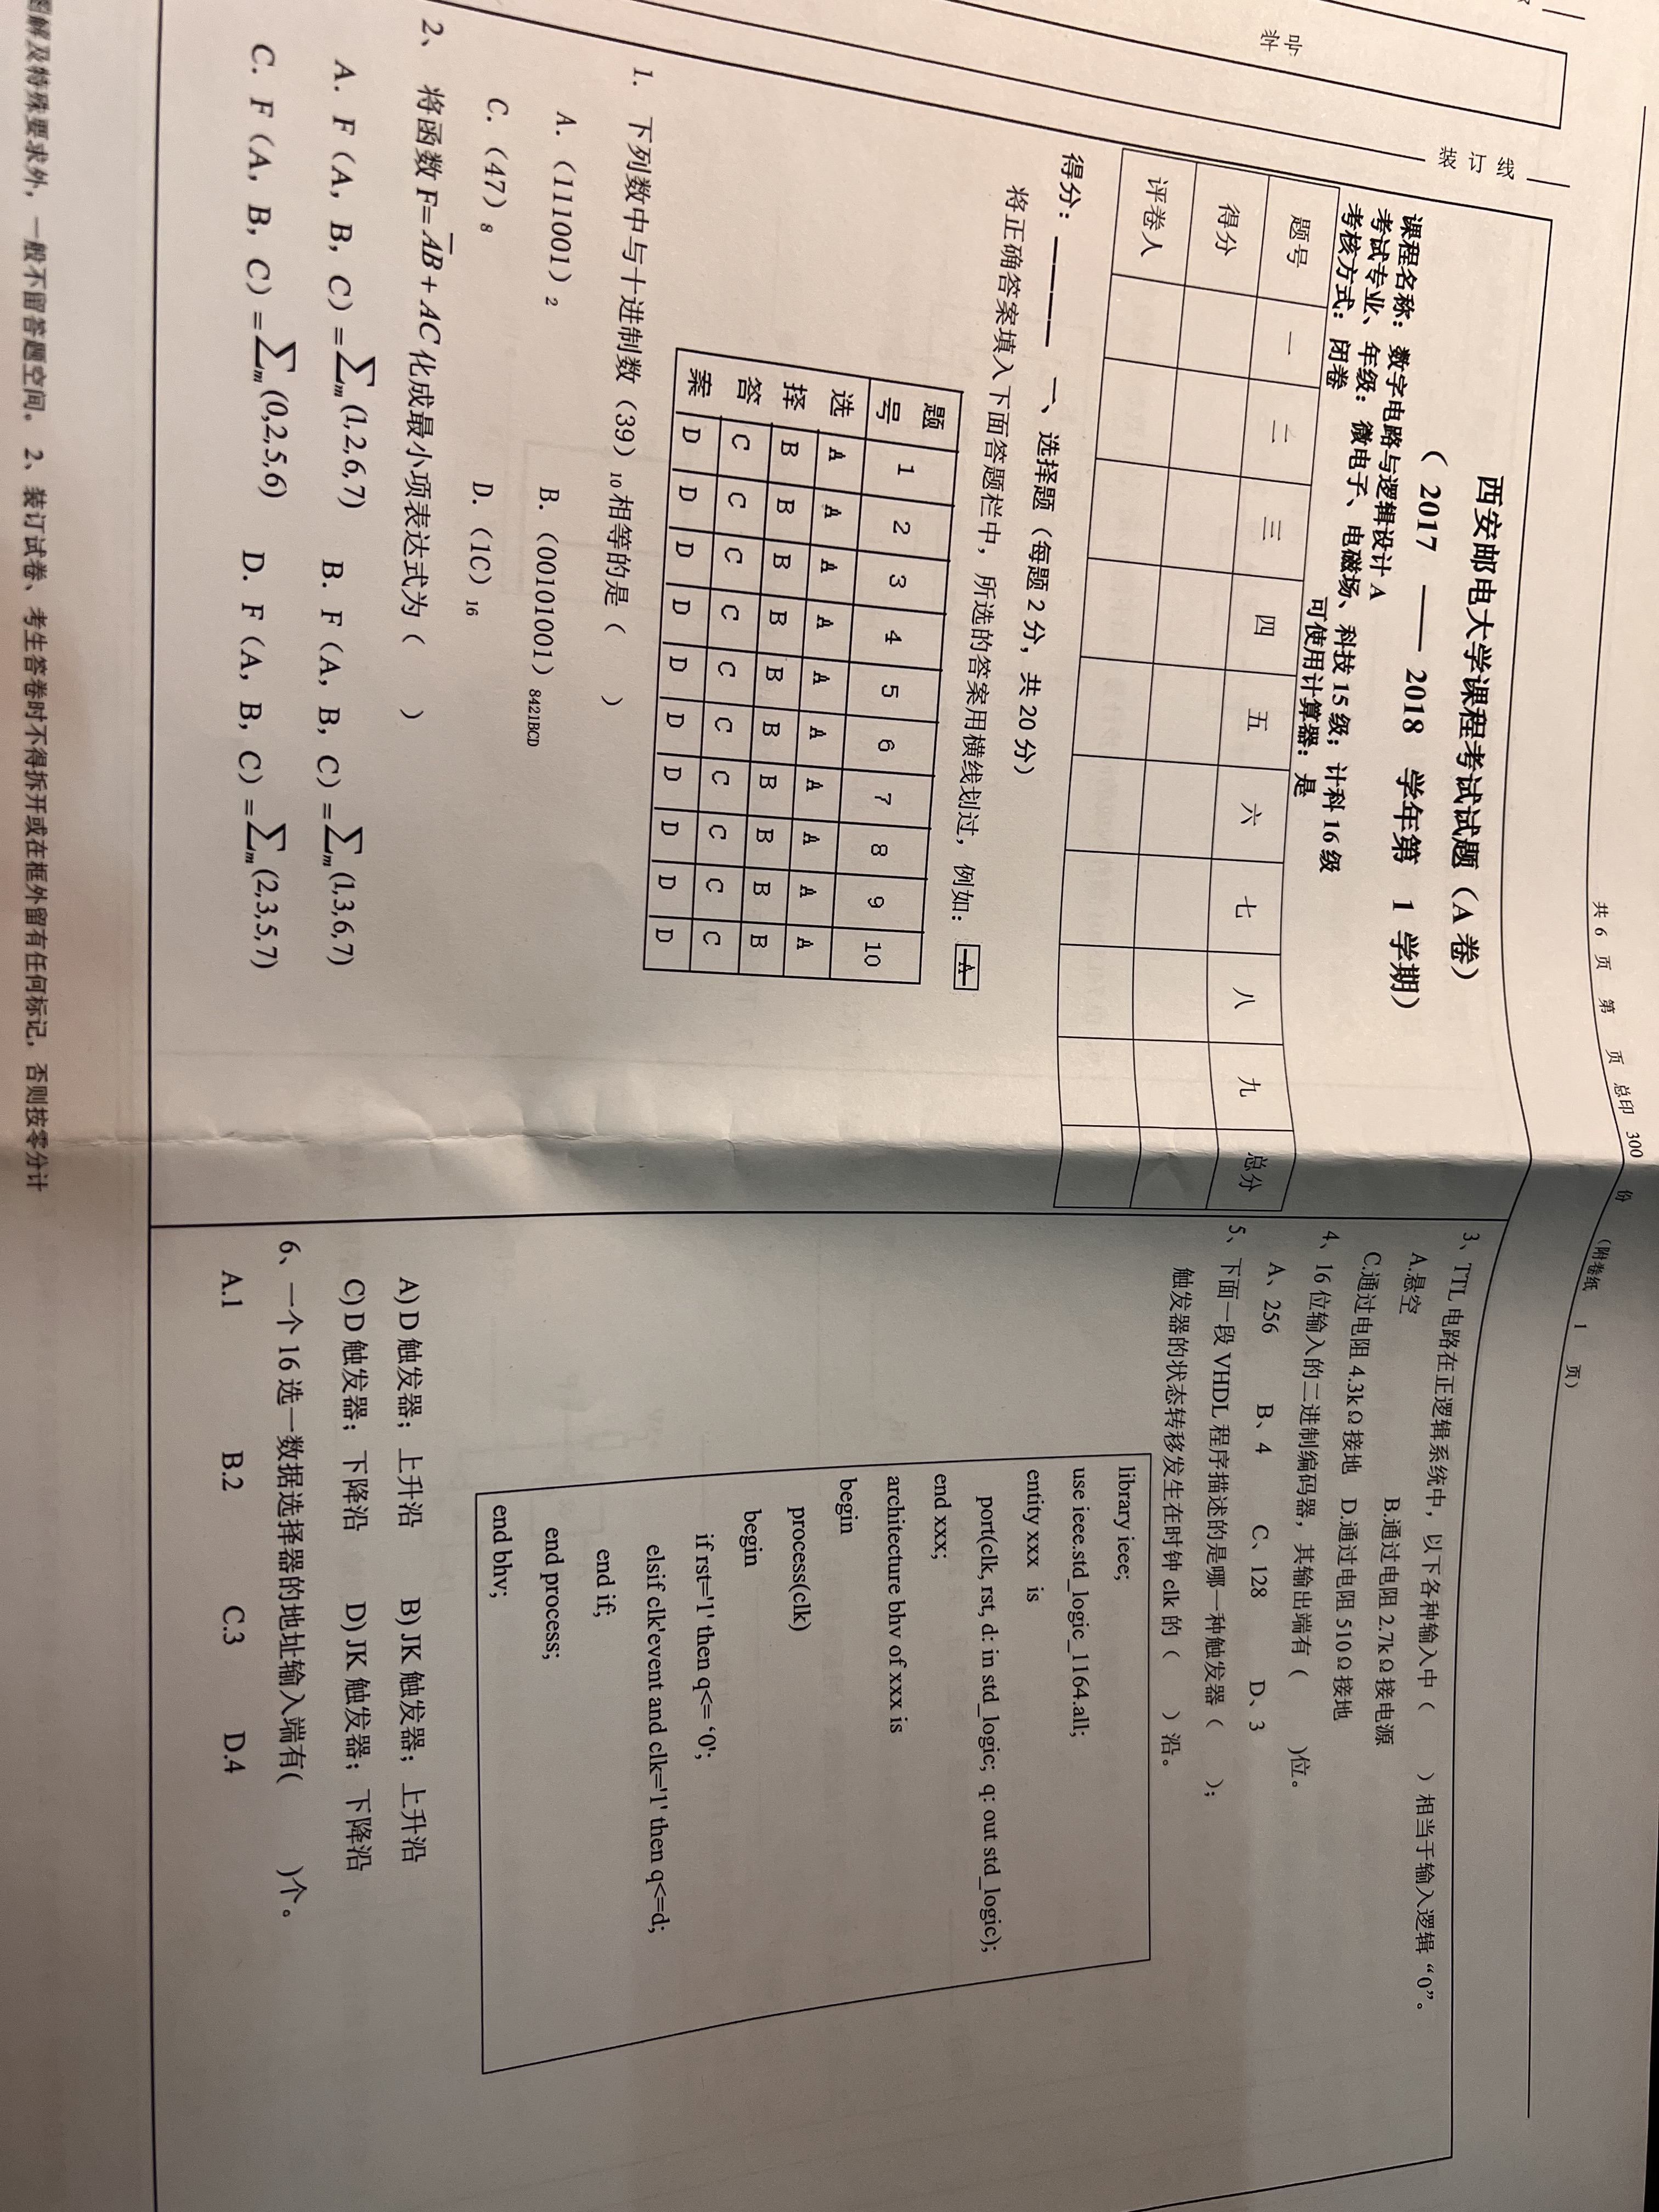 学号
装 订 线
共 6 页 第 页 总印 300 份 (附卷纸 1 页)
西安邮电大学课程考试试题（A 卷）
（ 2017 —— 2018 学年第 1 学期）
课程名称：数字电路与逻辑设计 A
考试专业、年级：微电子、电磁场、科技 15 级；计科 16 级
考核方式：闭卷 可使用计算器：是
题号 一 二 三 四 五 六 七 八 九 总分
得分
评卷人
得分：———— 一、选择题（每题 2 分，共 20 分）
将正确答案填入下面答题栏中，所选的答案用横线划过，例如：A
题号 1 2 3 4 5 6 7 8 9 10
选 A A A A A A A A A A
择 B B B B B B B B B B
答 C C C C C C C C C C
案 D D D D D D D D D D
1. 下列数中与十进制数（39）10相等的是（ ）
A.（111001）2 B.（00101001）8421BCD
C.（47）8 D.（1C）16
2、 将函数 F= A̅B + AC 化成最小项表达式为（ ）
A. F（A，B，C）=∑m (1,2,6,7) B. F（A，B，C）=∑m (1,3,6,7)
C. F（A，B，C）=∑m (0,2,5,6) D. F（A，B，C）=∑m (2,3,5,7)
3、TTL 电路在正逻辑系统中，以下各种输入中（ ）相当于输入逻辑“0”。
A.悬空 B.通过电阻 2.7kΩ接电源
C.通过电阻 4.3kΩ接地 D.通过电阻 510Ω接地
4、16 位输入的二进制编码器，其输出端有（ )位。
A、256 B、4 C、128 D、3
5、下面一段 VHDL 程序描述的是哪一种触发器（ ）;
触发器的状态转移发生在时钟 clk 的（ ）沿。
library ieee;
use ieee.std_logic_1164.all;
entity xxx is
port(clk, rst, d: in std_logic; q: out std_logic);
end xxx;
architecture bhv of xxx is
begin
process(clk)
begin
if rst='1' then q<= ‘0';
elsif clk'event and clk='1' then q<=d;
end if;
end process;
end bhv;
A) D 触发器；上升沿 B) JK 触发器；上升沿
C) D 触发器；下降沿 D) JK 触发器；下降沿
6、一个 16 选一数据选择器的地址输入端有( )个。
A.1 B.2 C.3 D.4
图解及特殊要求外，一般不留答题空间。 2、装订试卷、考生答卷时不得拆开或在框外留有任何标记，否则按零分计